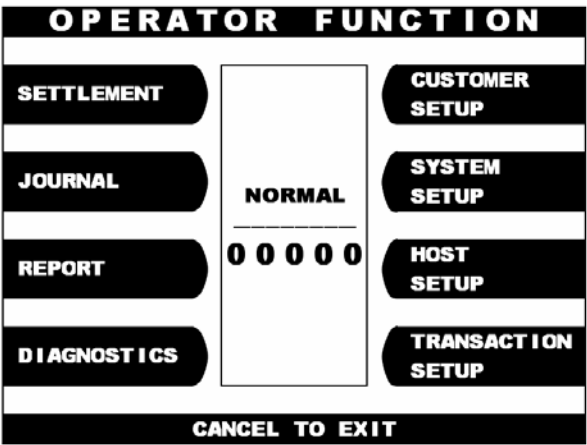 OPERATOR FUNCTION
SETTLEMENT
JOURNAL
REPORT
DIAGNOSTICS
NORMAL
________
00000
CUSTOMER
SETUP
SYSTEM
SETUP
HOST
SETUP
TRANSACTION
SETUP
CANCEL TO EXIT